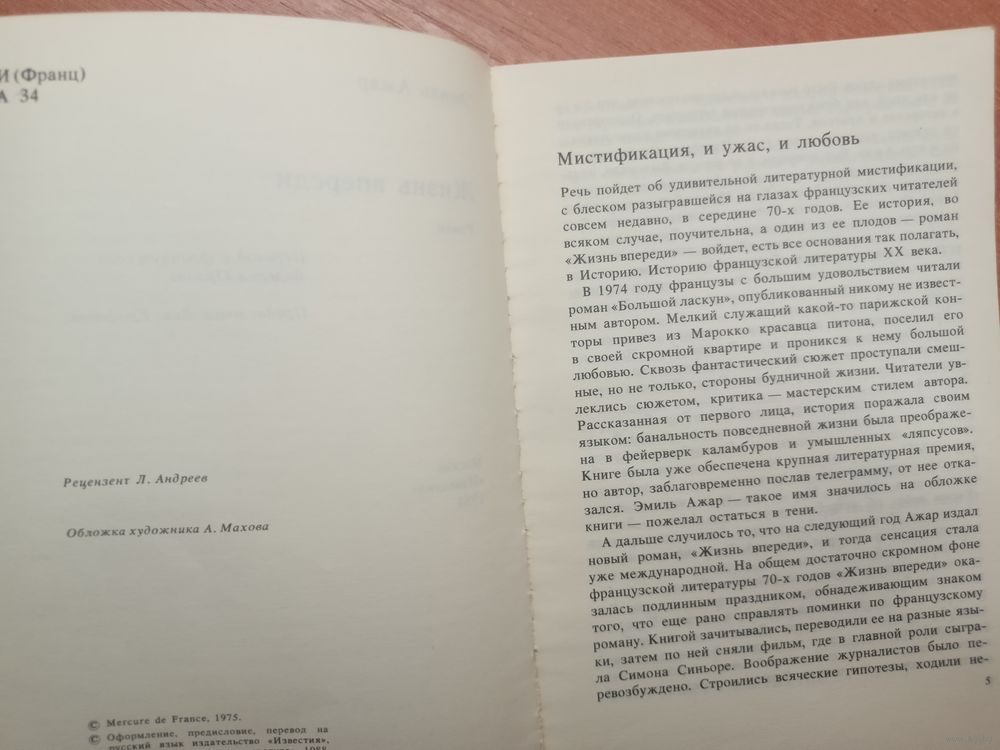 И (Франц)
А 34
Рецензент Л. Андреев
Обложка художника А. Махова
© Mercure de France, 1975.
© Оформление, предисловие, перевод на
русский язык издательство «Известия»,
Мистификация, и ужас, и любовь
Речь пойдет об удивительной литературной мистификации,
с блеском разыгравшейся на глазах французских читателей
совсем недавно, в середине 70-х годов. Ее история, во
всяком случае, поучительна, а один из ее плодов — роман
«Жизнь впереди» — войдет, есть все основания так полагать,
в Историю. Историю французской литературы XX века.
В 1974 году французы с большим удовольствием читали
роман «Большой ласкун», опубликованный никому не извест-
ным автором. Мелкий служащий какой-то парижской кон-
торы привез из Марокко красавца питона, поселил его
в своей скромной квартире и проникся к нему большой
любовью. Сквозь фантастический сюжет проступали смеш-
ные, но не только, стороны будничной жизни. Читатели ув-
леклись сюжетом, критика — мастерским стилем автора.
Рассказанная от первого лица, история поражала своим
языком: банальность повседневной жизни была преображе-
на в фейерверк каламбуров и умышленных «ляпсусов».
Книге была уже обеспечена крупная литературная премия,
но автор, заблаговременно послав телеграмму, от нее отка-
зался. Эмиль Ажар — такое имя значилось на обложке
книги — пожелал остаться в тени.
А дальше случилось то, что на следующий год Ажар издал
новый роман, «Жизнь впереди», и тогда сенсация стала
уже международной. На общем достаточно скромном фоне
французской литературы 70-х годов «Жизнь впереди» ока-
залась подлинным праздником, обнадеживающим знаком
того, что еще рано справлять поминки по французскому
роману. Книгой зачитывались, переводили ее на разные язы-
ки, затем по ней сняли фильм, где в главной роли сыгра-
ла Симона Синьоре. Воображение журналистов было пе-
ревозбуждено. Строились всяческие гипотезы, ходили не-
5